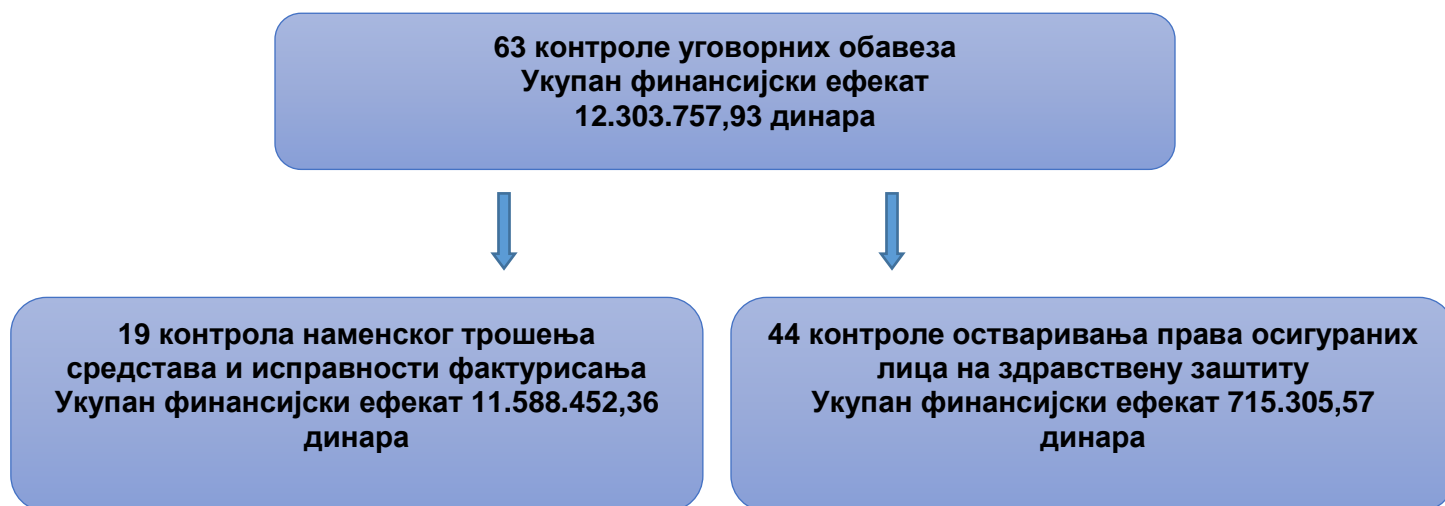 63 контроле уговорних обавеза
Укупан финансијски ефекат
12.303.757,93 динара
19 контрола наменског трошења
средстава и исправности фактурисања
Укупан финансијски ефекат 11.588.452,36
динара
44 контроле остваривања права осигураних
лица на здравствену заштиту
Укупан финансијски ефекат 715.305,57
динара